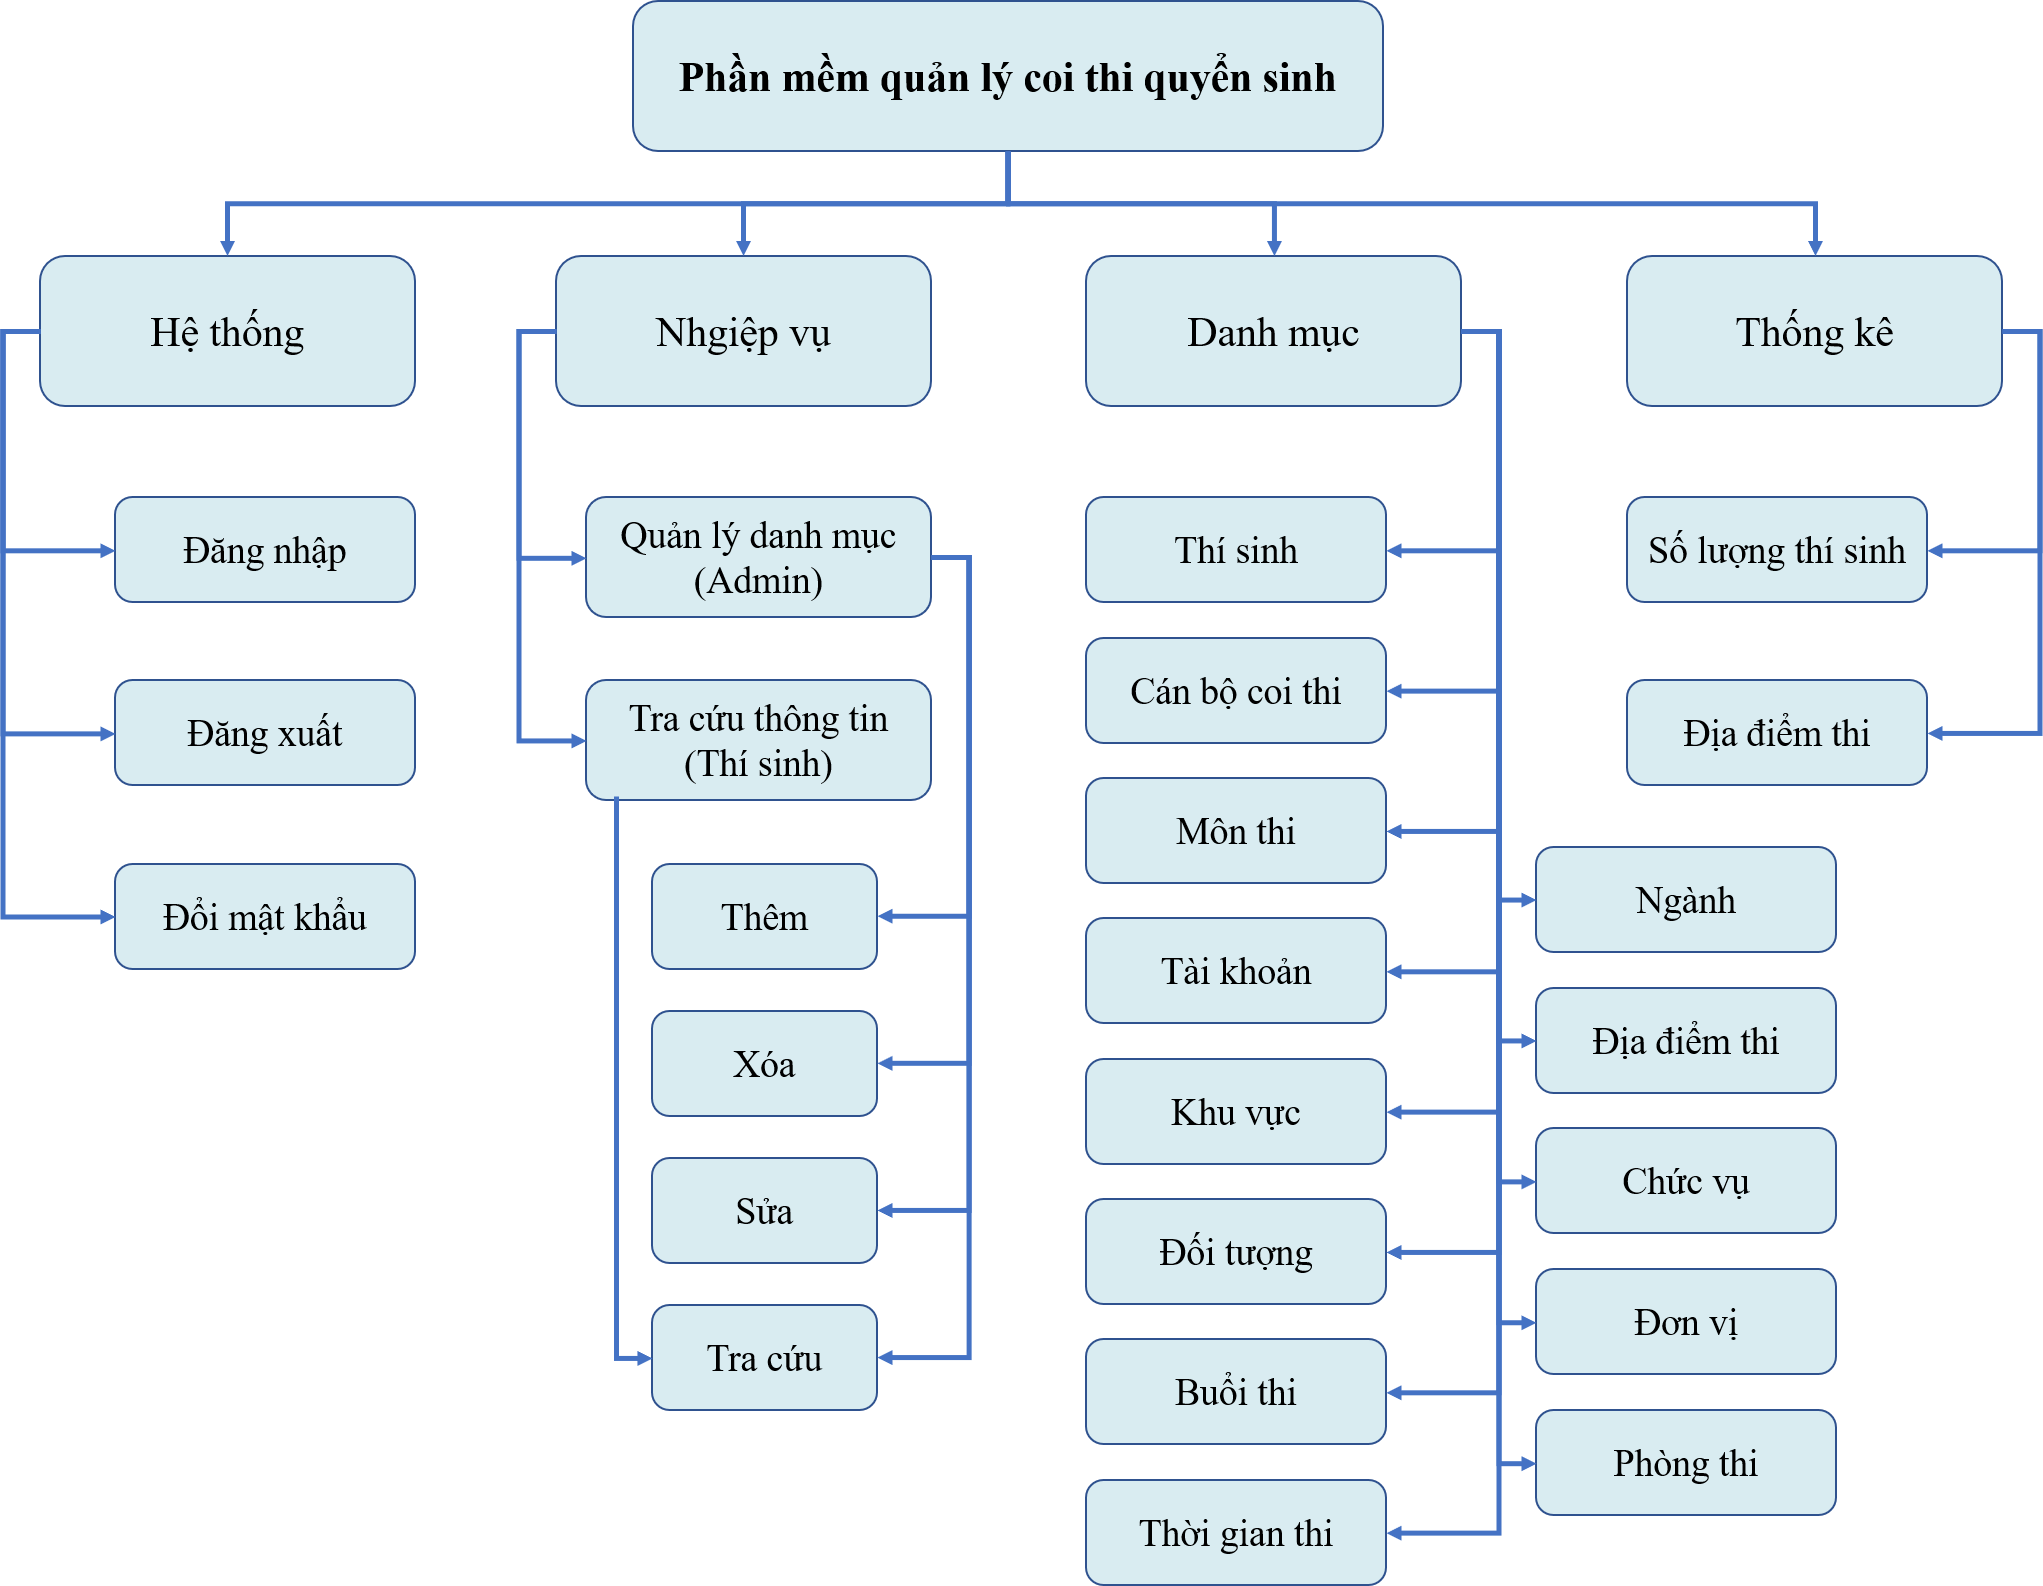 Phần mềm quản lý coi thi quyển sinh
Hệ thống
Nhgiệp vụ
Danh mục
Thống kê
Đăng nhập
Đăng xuất
Đổi mật khẩu
Quản lý danh mục
(Admin)
Tra cứu thông tin
(Thí sinh)
Thêm
Xóa
Sửa
Tra cứu
Thí sinh
Cán bộ coi thi
Môn thi
Tài khoản
Khu vực
Đối tượng
Buổi thi
Thời gian thi
Ngành
Địa điểm thi
Chức vụ
Đơn vị
Phòng thi
Số lượng thí sinh
Địa điểm thi